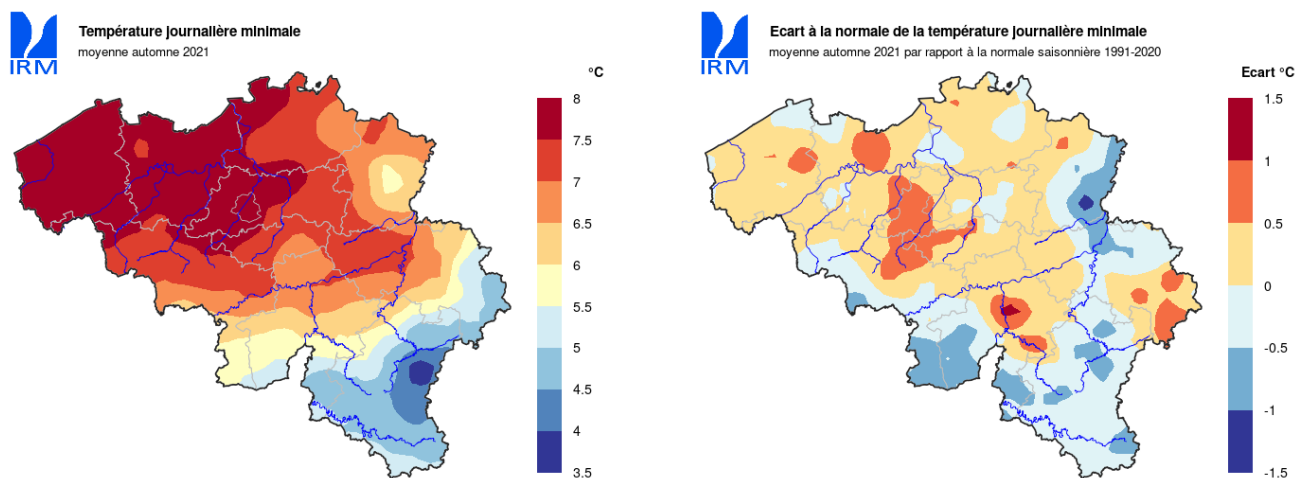 IRM
Température journalière minimale
moyenne automne 2021
°C
8
7.5
7
6.5
6
5.5
5
4.5
4
3.5
IRM
Ecart à la normale de la température journalière minimale
moyenne automne 2021 par rapport à la normale saisonnière 1991-2020
Ecart °C
1.5
1
0.5
0
-0.5
-1
-1.5